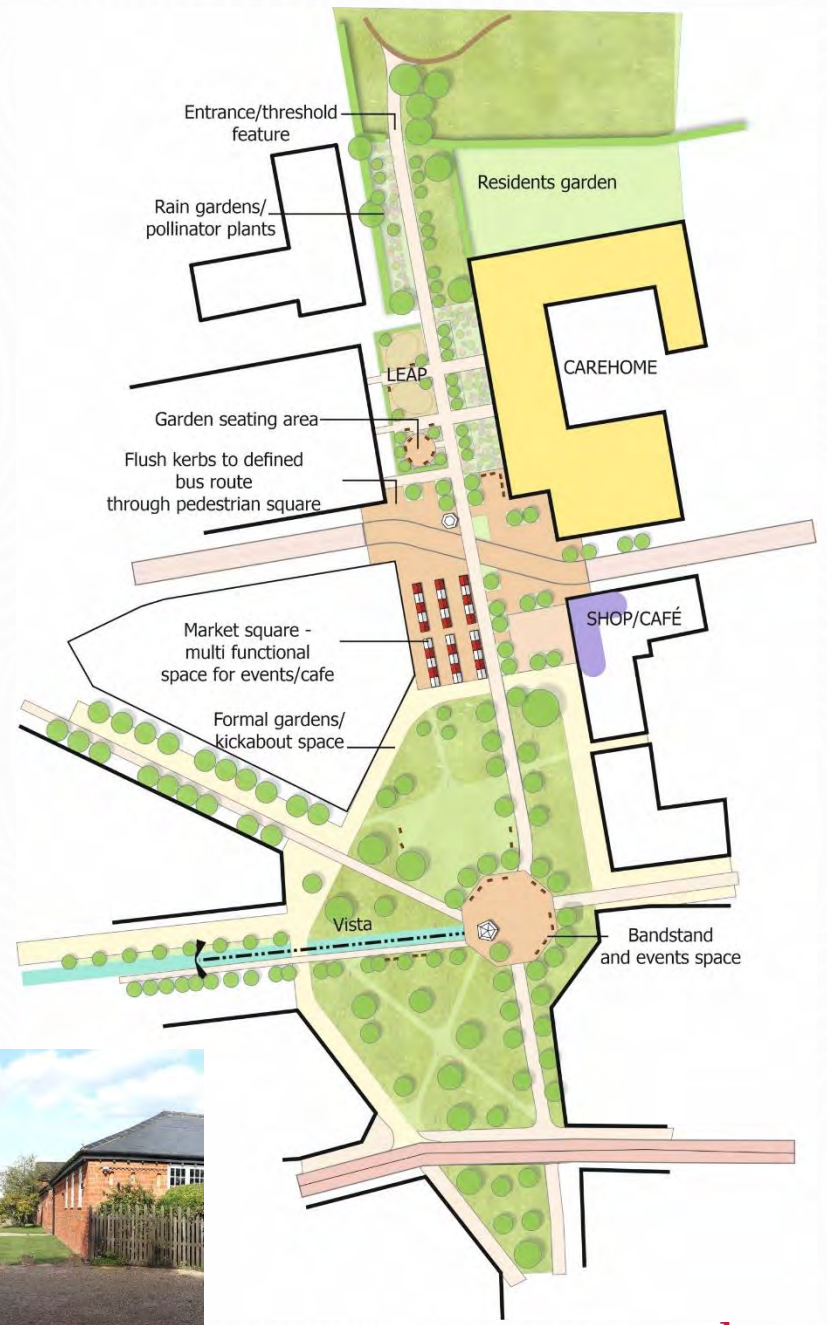 Entrance/threshold
feature
Rain gardens/
pollinator plants
Residents garden
LEAP
CAREHOME
Garden seating area
Flush kerbs to defined
bus route
through pedestrian square
SHOP/CAFÉ
Market square -
multi functional
space for events/cafe
Formal gardens/
kickabout space
Vista
Bandstand
and events space